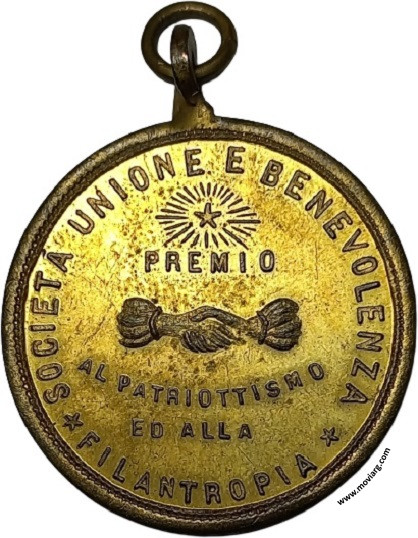 SOCIETA UNIONE E BENEVOLENZA
PREMIO
AL PATRIOTTISMO
ED ALLA
FILANTROPIA
www.moviarg.com